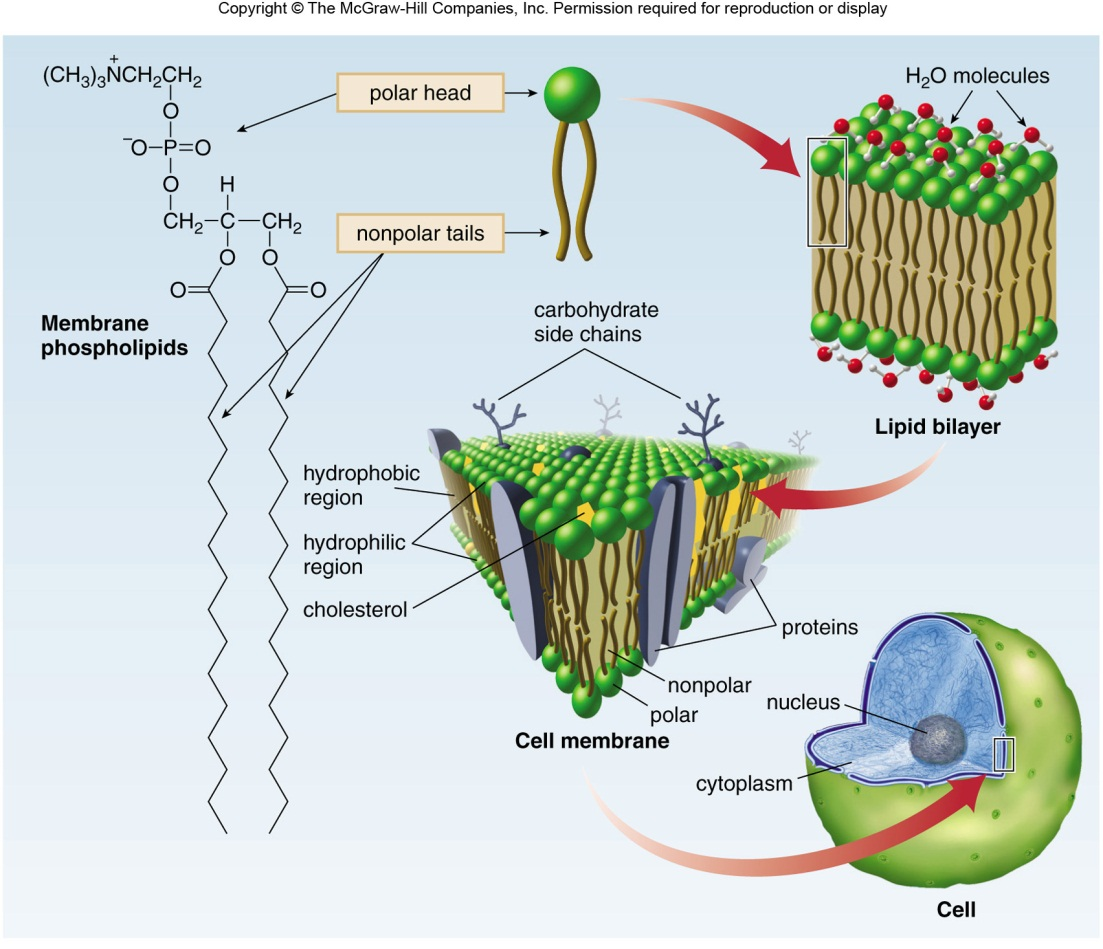 Copyright © The McGraw-Hill Companies, Inc. Permission required for reproduction or display
(CH₃)₃N⁺CH₂CH₂
O
⁻O–P=O
O
H
CH₂–C–CH₂
O O
O O
polar head
nonpolar tails
Membrane
phospholipids
H₂O molecules
Lipid bilayer
carbohydrate
side chains
hydrophobic
region
hydrophilic
region
cholesterol
proteins
nonpolar
polar
Cell membrane
nucleus
cytoplasm
Cell